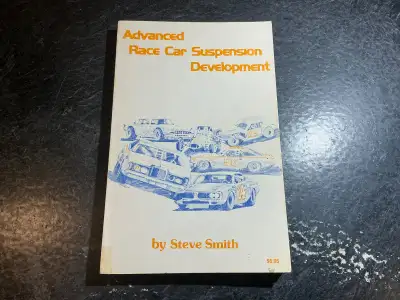 Advanced
Race Car Suspension
Development
by Steve Smith